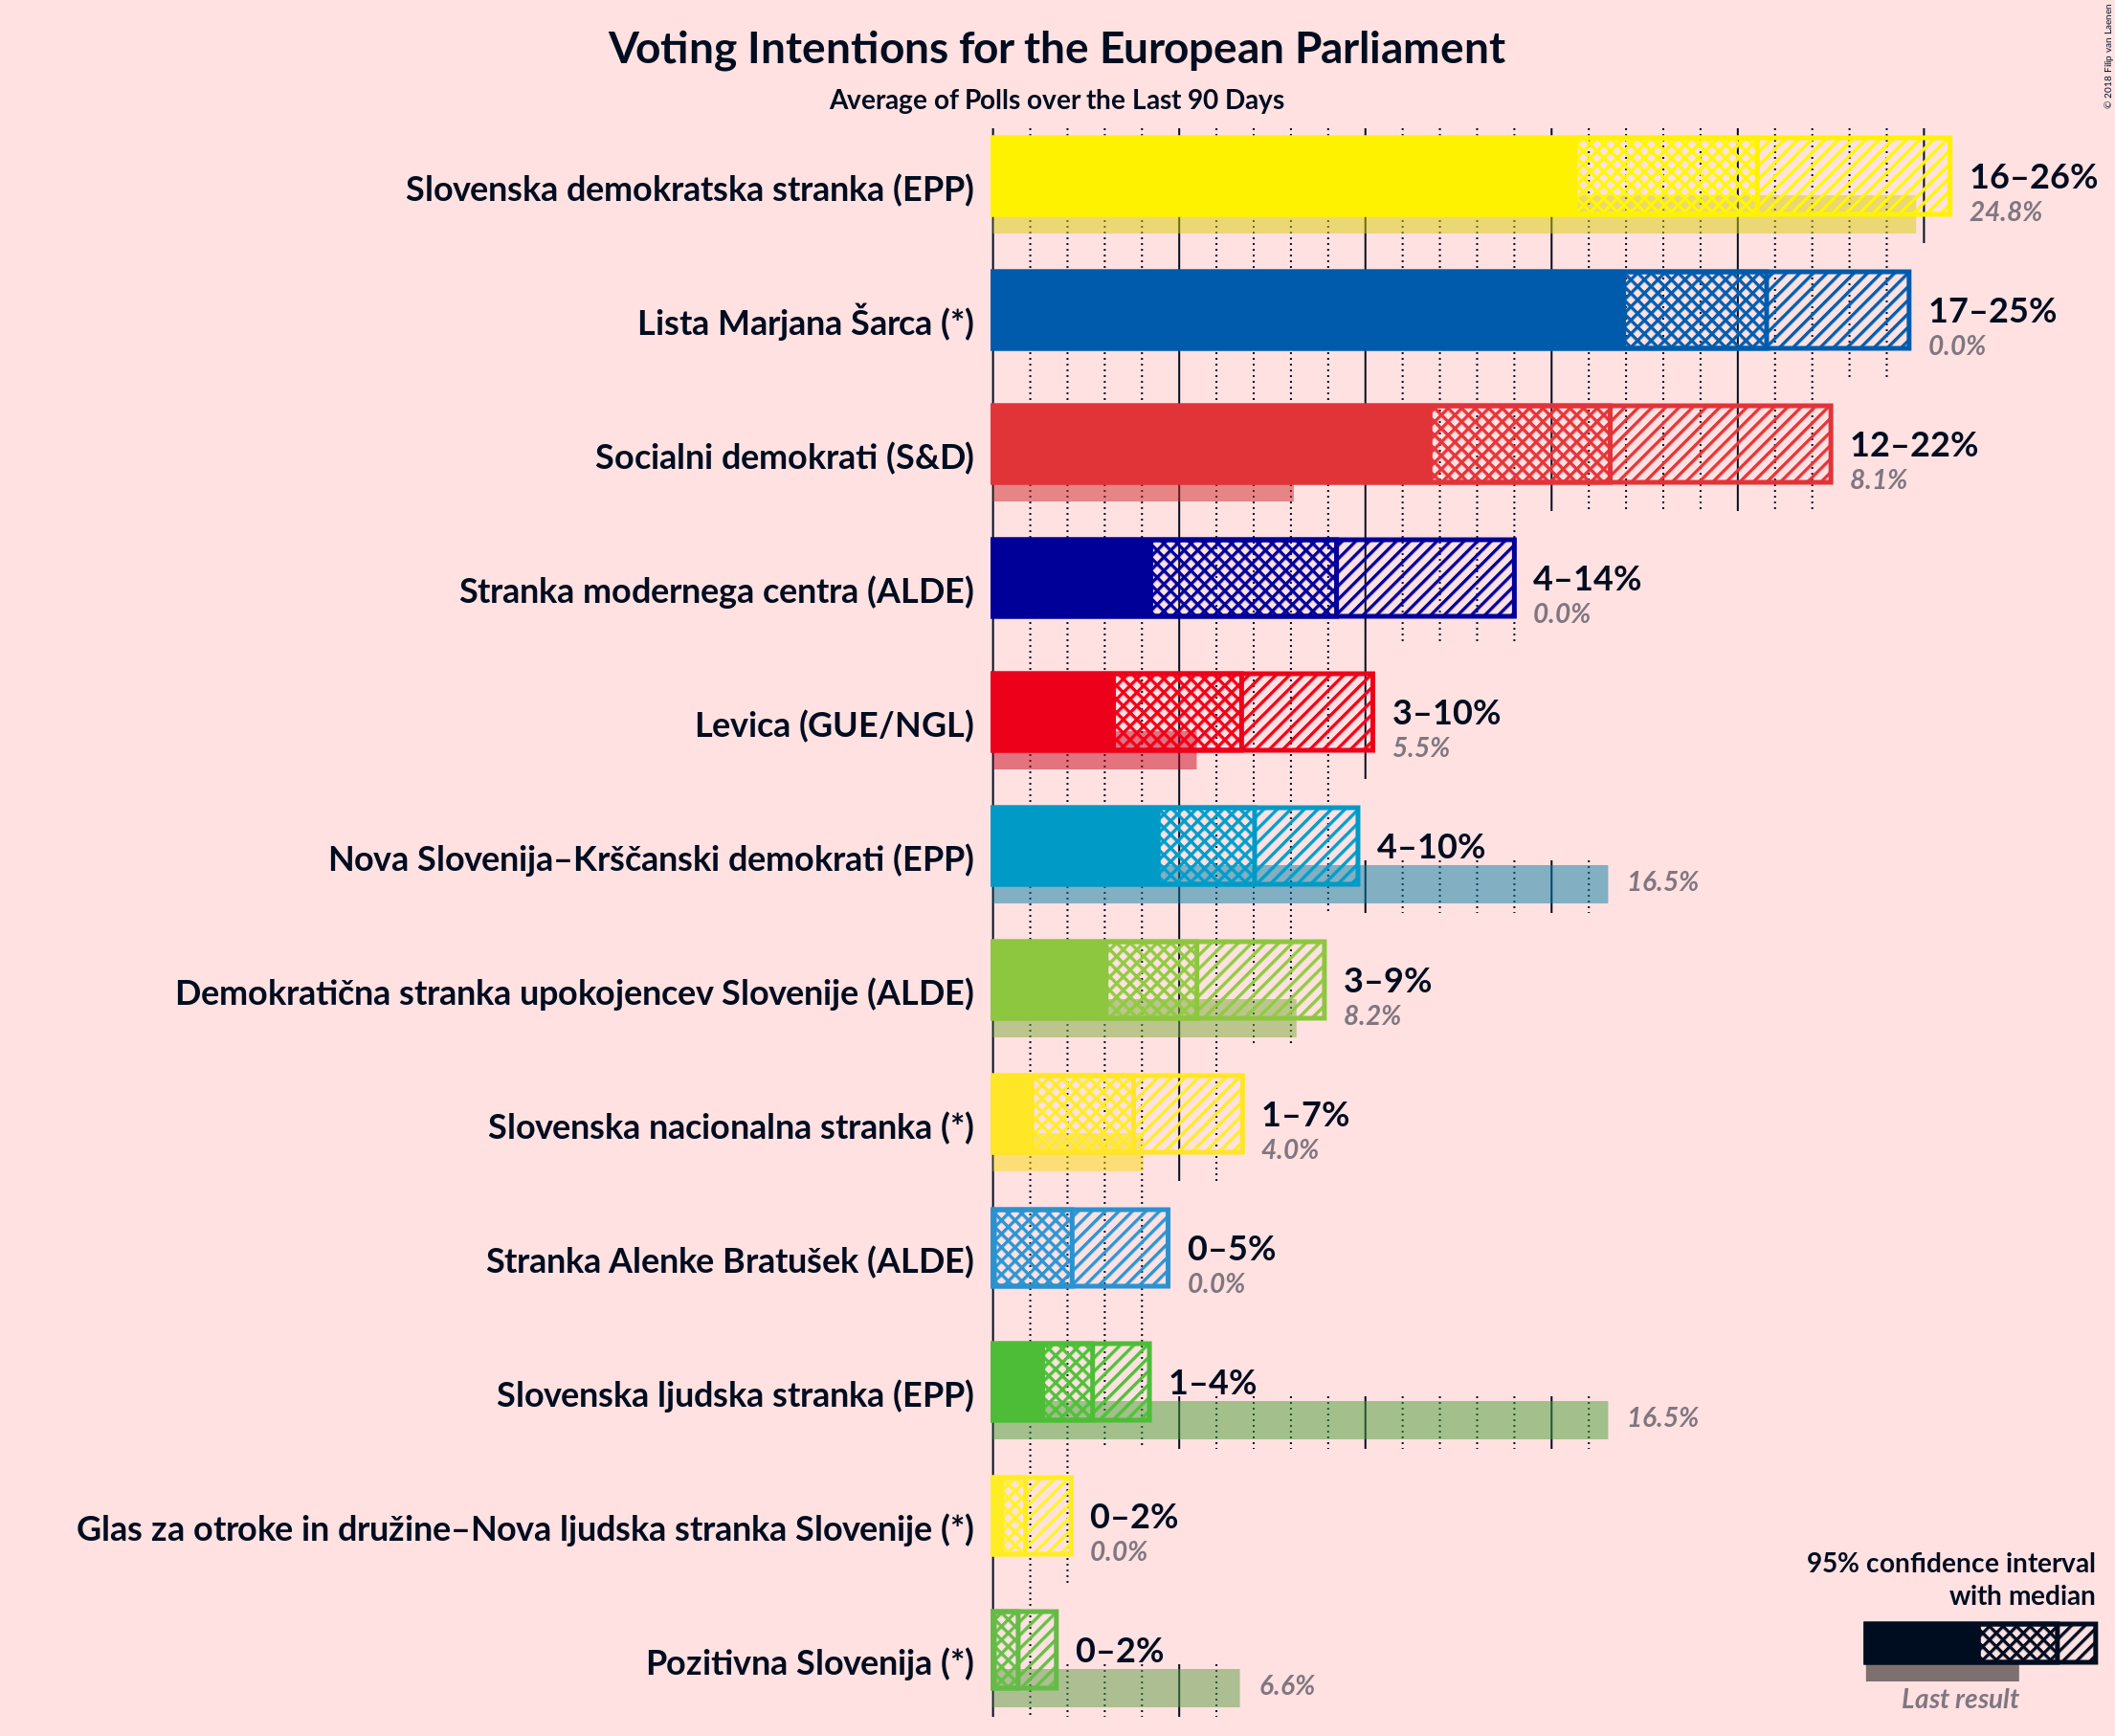 Voting Intentions for the European Parliament
Average of Polls over the Last 90 Days
© 2018 Filip van Laenen
Slovenska demokratska stranka (EPP)
16–26%
24.8%
Lista Marjana Šarca (*)
17–25%
0.0%
Socialni demokrati (S&D)
12–22%
8.1%
Stranka modernega centra (ALDE)
4–14%
0.0%
Levica (GUE/NGL)
3–10%
5.5%
Nova Slovenija–Krščanski demokrati (EPP)
4–10%
16.5%
Demokratična stranka upokojencev Slovenije (ALDE)
3–9%
8.2%
Slovenska nacionalna stranka (*)
1–7%
4.0%
Stranka Alenke Bratušek (ALDE)
0–5%
0.0%
Slovenska ljudska stranka (EPP)
1–4%
16.5%
Glas za otroke in družine–Nova ljudska stranka Slovenije (*)
0–2%
0.0%
Pozitivna Slovenija (*)
0–2%
6.6%
95% confidence interval
with median
Last result